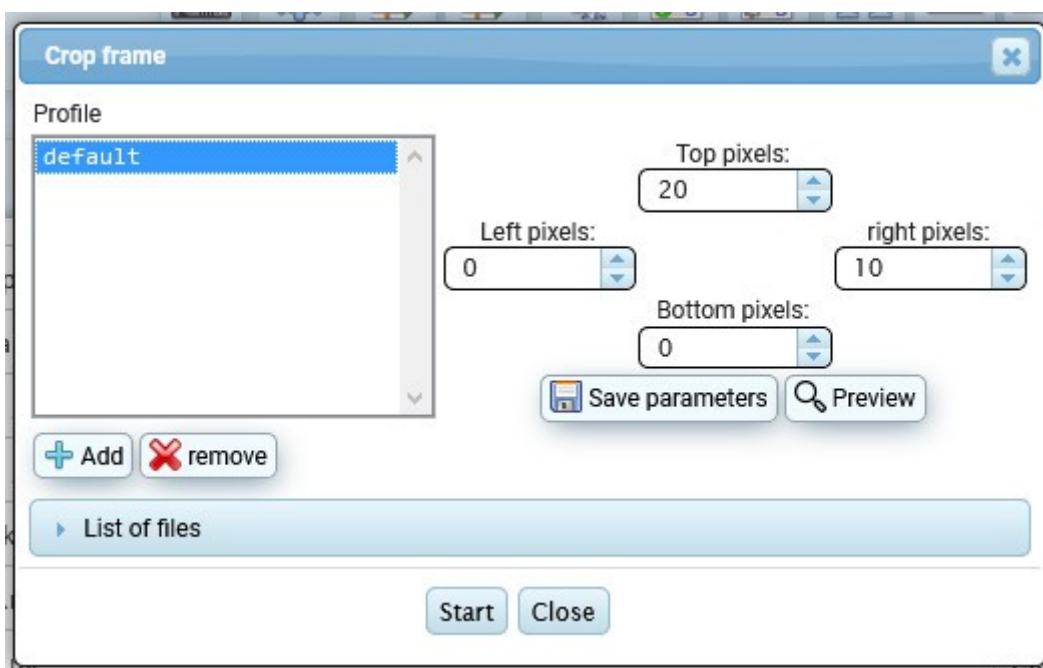 Crop frame
Profile
default
Top pixels:
20
Left pixels:
right pixels:
0
10
Bottom pixels:
0
Save parameters
Preview
Add
remove
List of files
Start
Close